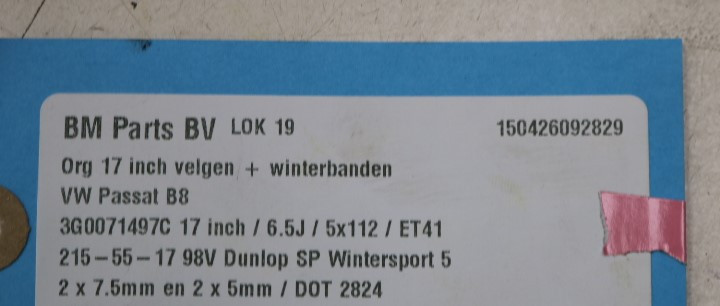 BM Parts BV LOK 19 150426092829
Org 17 inch velgen + winterbanden
VW Passat B8
3G0071497C 17 inch / 6.5J / 5x112 / ET41
215-55-17 98V Dunlop SP Wintersport 5
2 x 7.5mm en 2 x 5mm / DOT 2824